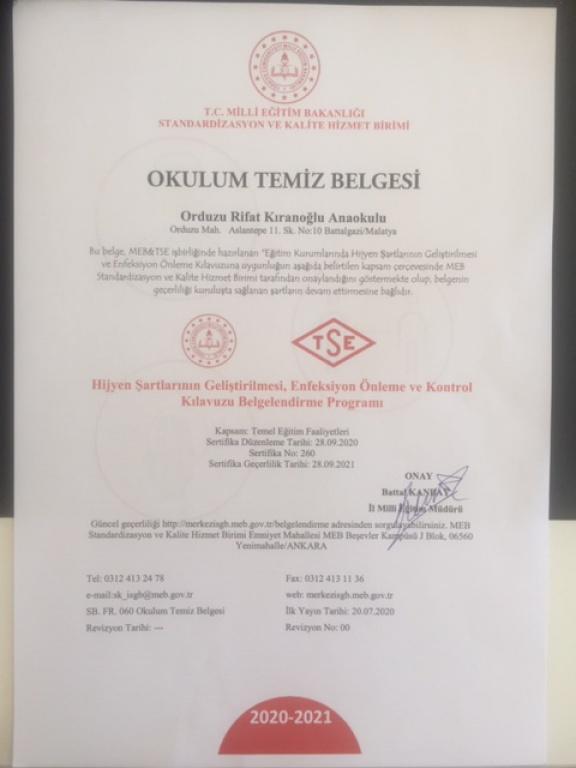 T.C. MİLLİ EĞİTİM BAKANLIĞI
STANDARDİZASYON VE KALİTE HİZMET BİRİMİ
OKULUM TEMİZ BELGESİ
Orduzu Rifat Kıranoğlu Anaokulu
Orduzu Mah. Aslantepe 11. Sk. No:10 Battalgazi/Malatya
Bu belge, MEB&TSE işbirliğinde hazırlanan "Eğitim Kurumlarında Hijyen Şartlarının Geliştirilmesi
ve Enfeksiyon Önleme Kılavuzuna uygunluğun aşağıda belirtilen kapsam çerçevesinde MEB
Standardizasyon ve Kalite Hizmet Birimi tarafından onaylandığını göstermekte olup, belgenin
geçerliliği kuruluşta sağlanan şartların devam ettirmesine bağlıdır.
TSE
Hijyen Şartlarının Geliştirilmesi, Enfeksiyon Önleme ve Kontrol
Kılavuzu Belgelendirme Programı
Kapsam: Temel Eğitim Faaliyetleri
Sertifika Düzenleme Tarihi: 28.09.2020
Sertifika No: 260
Sertifika Geçerlilik Tarihi: 28.09.2021
ONAY
Battal KANBAY
İl Milli Eğitim Müdürü
Güncel geçerliliği http://merkezisgb.meb.gov.tr/belgelendirme adresinden sorgulayabilirsiniz. MEB
Standardizasyon ve Kalite Hizmet Birimi Emniyet Mahallesi MEB Beşevler Kampüsü J Blok, 06560
Yenimahalle/ANKARA
Tel: 0312 413 24 78
Fax: 0312 413 11 36
e-mail:sk_isgb@meb.gov.tr
web: merkezisgb.meb.gov.tr
SB. FR. 060 Okulum Temiz Belgesi
İlk Yayın Tarihi: 20.07.2020
Revizyon Tarihi: ---
Revizyon No: 00
2020-2021